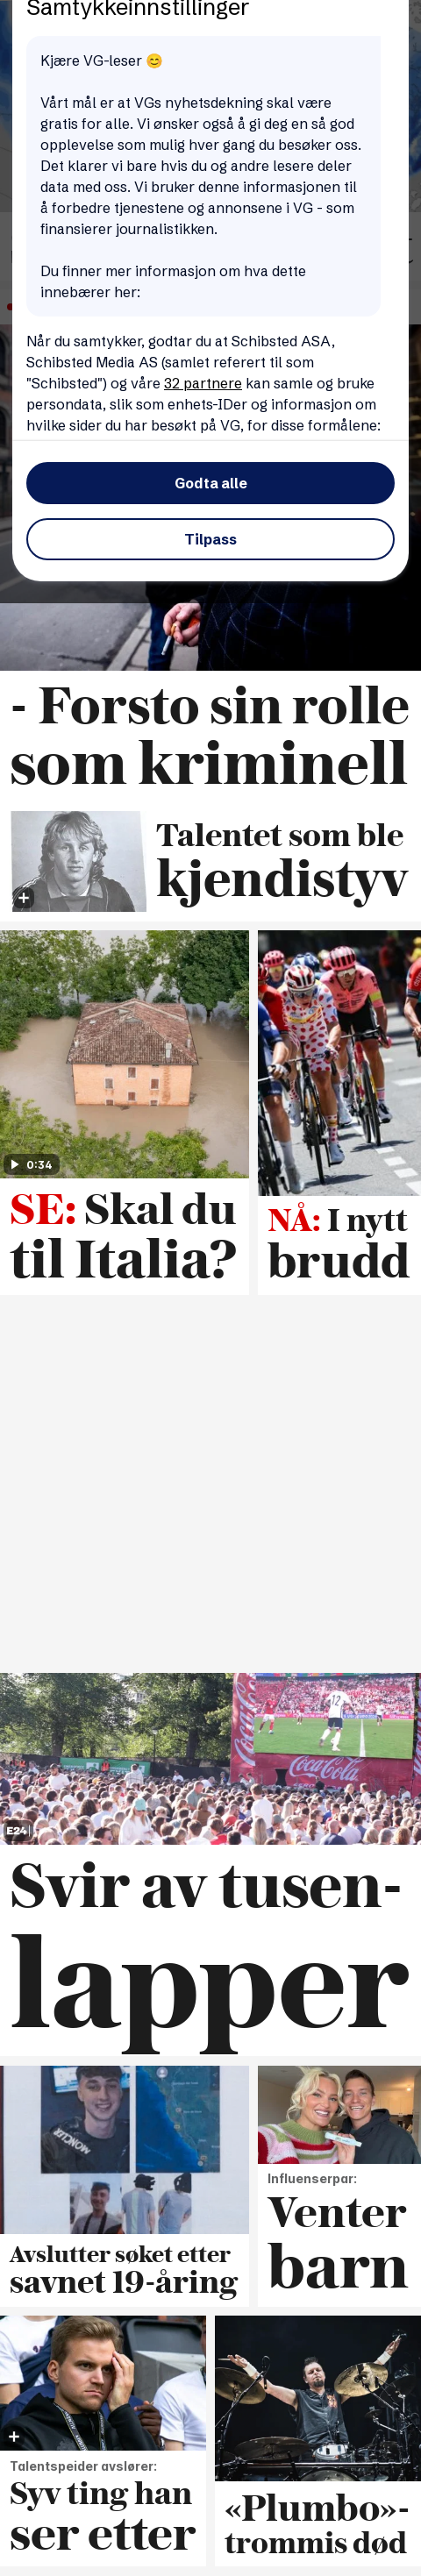 Samtykkeinnstillinger
Kjære VG-leser 😊
Vårt mål er at VGs nyhetsdekning skal være
gratis for alle. Vi ønsker også å gi deg en så god
opplevelse som mulig hver gang du besøker oss.
Det klarer vi bare hvis du og andre lesere deler
data med oss. Vi bruker denne informasjonen til
å forbedre tjenestene og annonsene i VG - som
finansierer journalistikken.
Du finner mer informasjon om hva dette
innebærer her:
Når du samtykker, godtar du at Schibsted ASA,
Schibsted Media AS (samlet referert til som
"Schibsted") og våre 32 partnere kan samle og bruke
persondata, slik som enhets-IDer og informasjon om
hvilke sider du har besøkt på VG, for disse formålene:
Godta alle
Tilpass
- Forsto sin rolle
som kriminell
Talentet som ble
kjendistyv
0:34
SE: Skal du
til Italia?
NÅ: I nytt
brudd
12
Coca-Cola
Coca-Cola
E24
Svir av tusen-
lapper
Avslutter søket etter
savnet 19-åring
Influenserpar:
Venter
barn
Talentspeider avslører:
Syv ting han
ser etter
«Plumbo»-
trommis død